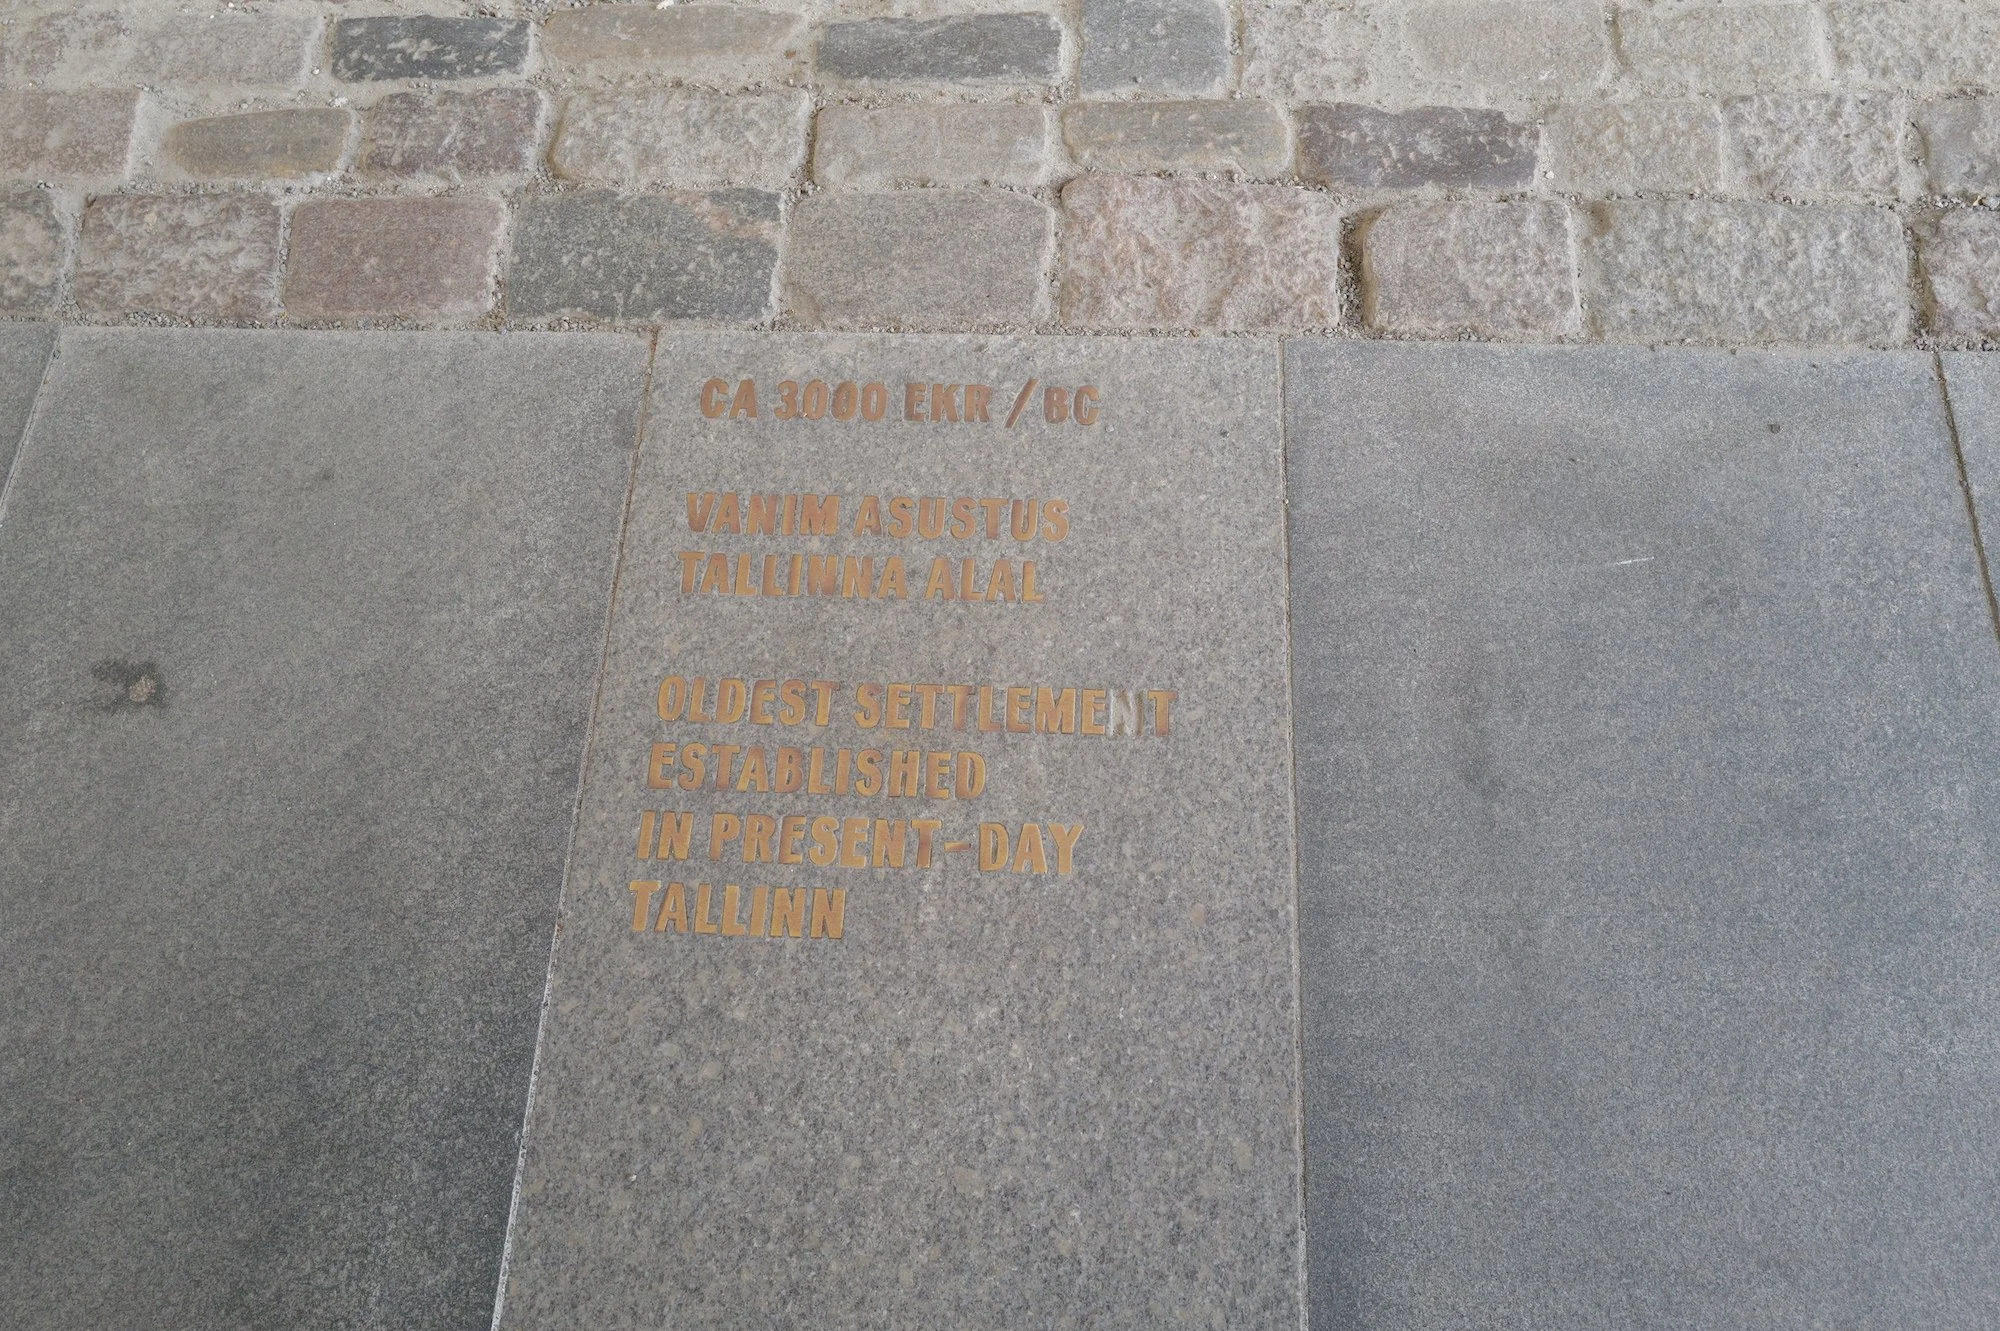 CA 3000 EKR / BC
VANIM ASUSTUS
TALLINNA ALAL
OLDEST SETTLEMENT
ESTABLISHED
IN PRESENT-DAY
TALLINN